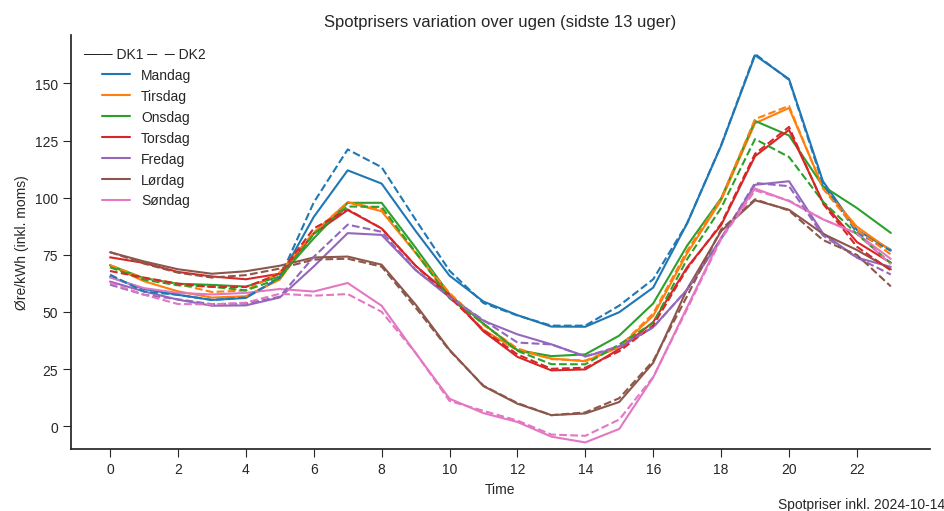 Spotprisers variation over ugen (sidste 13 uger)
DK1 DK2
Mandag
Tirsdag
Onsdag
Torsdag
Fredag
Lørdag
Søndag
Øre/kWh (inkl. moms)
150
125
100
75
50
25
0
0 2 4 6 8 10 12 14 16 18 20 22
Time
Spotpriser inkl. 2024-10-14